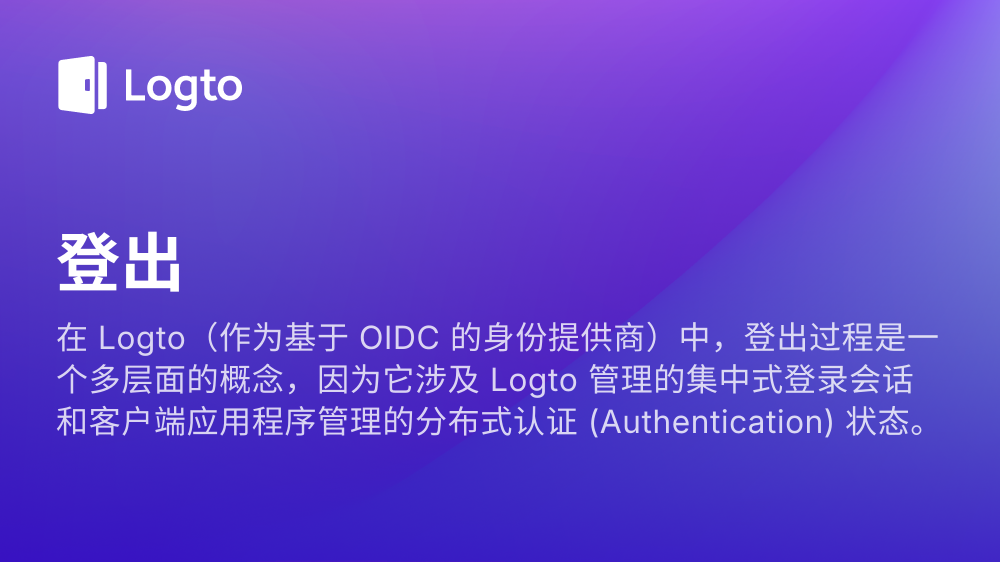 Logto
登出
在 Logto（作为基于 OIDC 的身份提供商）中，登出过程是一
个多层面的概念，因为它涉及 Logto 管理的集中式登录会话
和客户端应用程序管理的分布式认证 (Authentication) 状态。